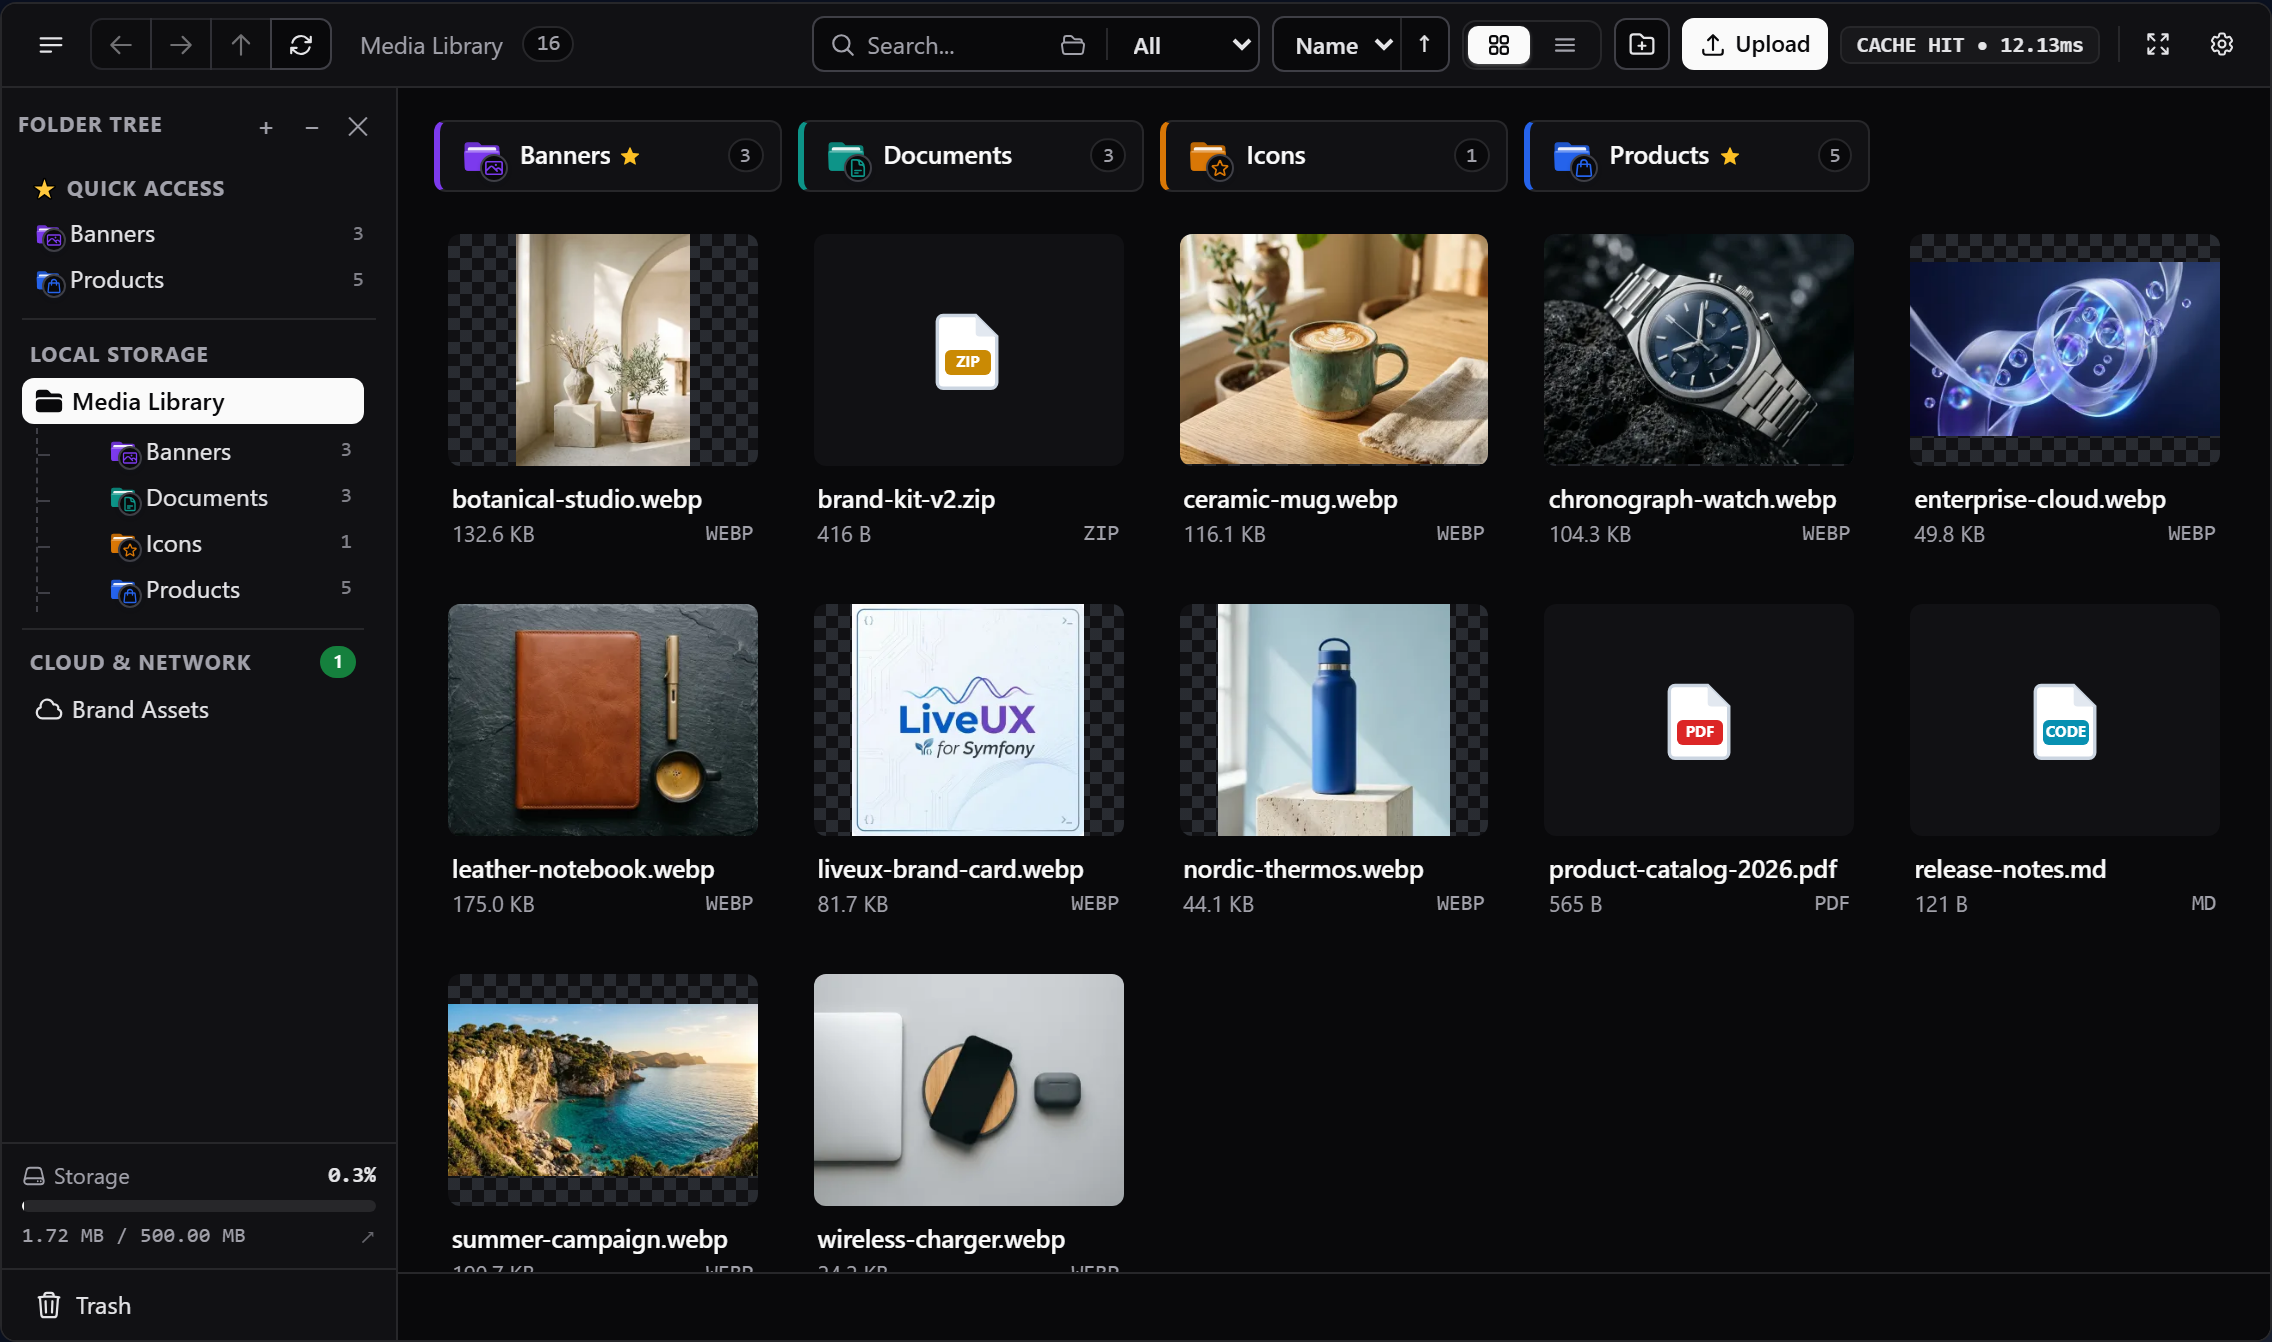 Media Library 16
Search...
All
Name
Upload
CACHE HIT • 12.13ms
FOLDER TREE
QUICK ACCESS
Banners 3
Products 5
LOCAL STORAGE
Media Library
Banners 3
Documents 3
Icons 1
Products 5
CLOUD & NETWORK 1
Brand Assets
Storage 0.3%
1.72 MB / 500.00 MB
Trash
Banners 3
Documents 3
Icons 1
Products 5
ZIP
botanical-studio.webp
132.6 KB WEBP
brand-kit-v2.zip
416 B ZIP
ceramic-mug.webp
116.1 KB WEBP
chronograph-watch.webp
104.3 KB WEBP
enterprise-cloud.webp
49.8 KB WEBP
LiveUX
for Symfony
PDF
CODE
leather-notebook.webp
175.0 KB WEBP
liveux-brand-card.webp
81.7 KB WEBP
nordic-thermos.webp
44.1 KB WEBP
product-catalog-2026.pdf
565 B PDF
release-notes.md
121 B MD
summer-campaign.webp
WEBP
wireless-charger.webp
WEBP